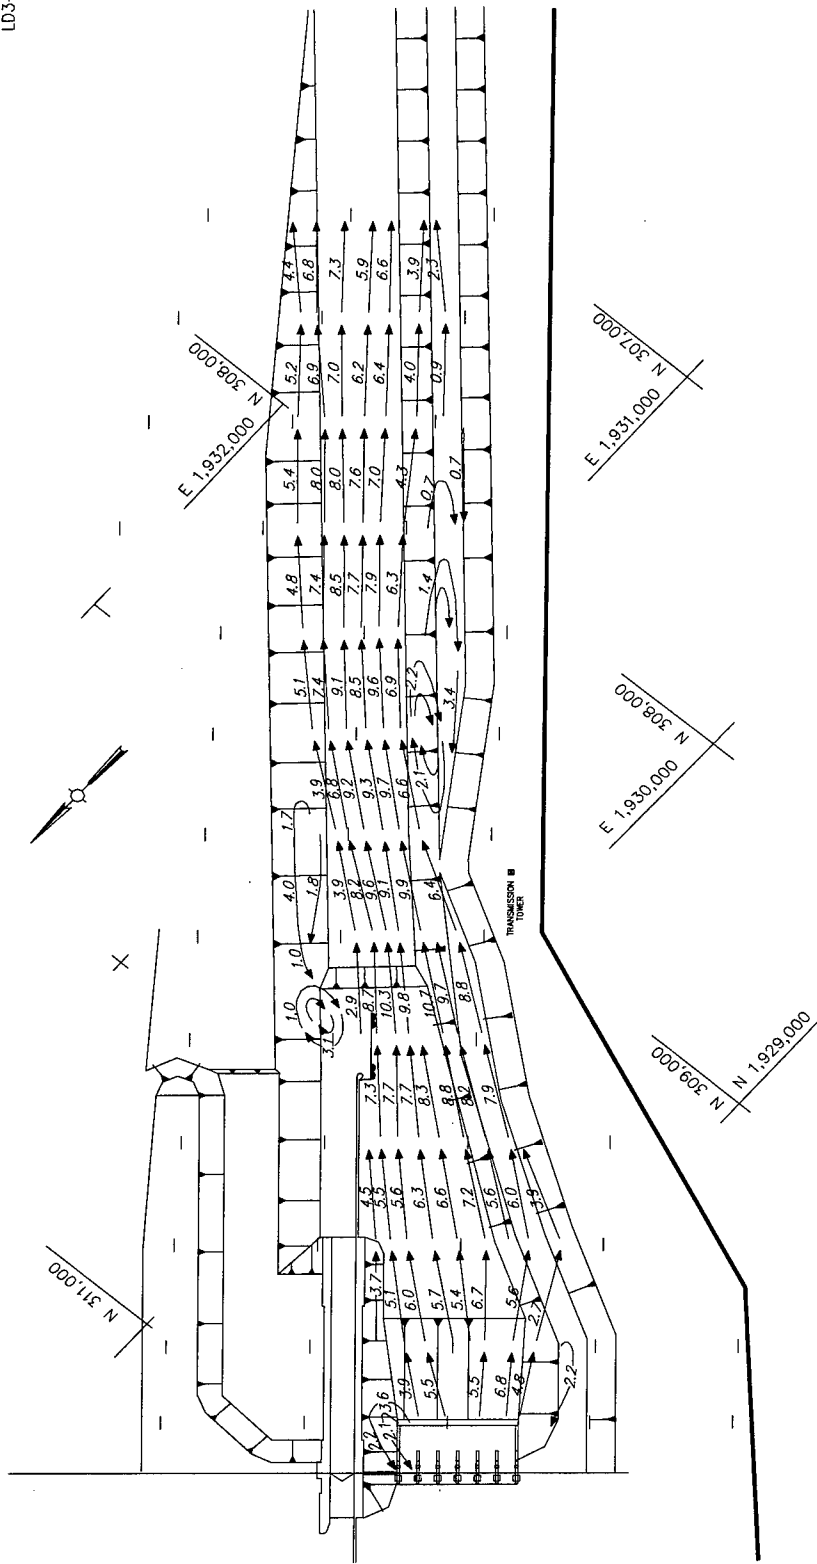 LD3-
4.4 6.8 7.3 5.9 6.6 3.9 2.3
N 308,000
E 1,932,000
5.2 6.9 7.0 6.2 6.4 4.0 0.9
N 307,000
E 1,931,000
5.4 8.0 8.0 7.6 7.0 4.3 0.7 0.7
4.8 7.4 8.5 7.7 7.9 6.3 1.4
5.1 7.4 9.1 8.5 9.6 6.9 2.2 3.4
N 308,000
E 1,930,000
1.7 3.9 6.8 9.2 9.3 9.7 6.6 2.1
4.0 1.8 3.9 8.2 9.6 9.1 9.9 6.4
TRANSMISSION
TOWER
1.0
1.0 3.1 2.9 8.7 10.3 9.8 10.7 9.7 8.8
N 309,000
N 1,929,000
7.3 7.7 7.7 8.3 8.8 8.2 7.9
4.5 5.5 5.6 6.3 6.6 7.2 5.6 6.0 3.9
N 311,000
3.7 5.1 6.0 5.7 5.4 6.7 5.6 2.7
3.9 5.5 5.5 6.8 4.8 2.2
2.2 2.1 3.6